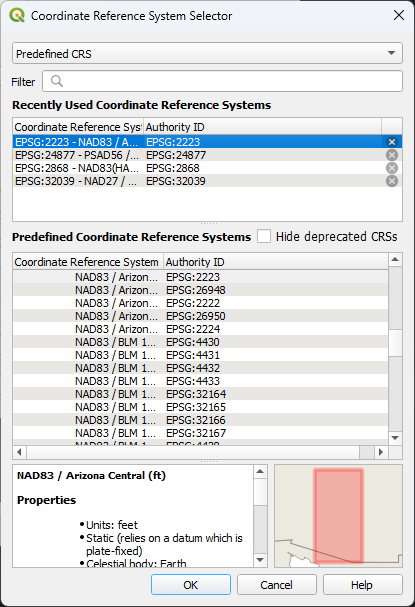 Coordinate Reference System Selector
Predefined CRS
Filter
Recently Used Coordinate Reference Systems
Coordinate Reference Syst Authority ID
EPSG:2223 - NAD83 / A... EPSG:2223
EPSG:24877 - PSAD56 / ... EPSG:24877
EPSG:2868 - NAD83(HA... EPSG:2868
EPSG:32039 - NAD27 / ... EPSG:32039
Predefined Coordinate Reference Systems Hide deprecated CRSs
Coordinate Reference System Authority ID
NAD83 / Arizon... EPSG:2223
NAD83 / Arizon... EPSG:26948
NAD83 / Arizon... EPSG:2222
NAD83 / Arizon... EPSG:26950
NAD83 / Arizon... EPSG:2224
NAD83 / BLM 1... EPSG:4430
NAD83 / BLM 1... EPSG:4431
NAD83 / BLM 1... EPSG:4432
NAD83 / BLM 1... EPSG:4433
NAD83 / BLM 1... EPSG:32164
NAD83 / BLM 1... EPSG:32165
NAD83 / BLM 1... EPSG:32166
NAD83 / BLM 1... EPSG:32167
NAD83 / Arizona Central (ft)
Properties
• Units: feet
• Static (relies on a datum which is
plate-fixed)
• Celestial body: Earth
OK Cancel Help